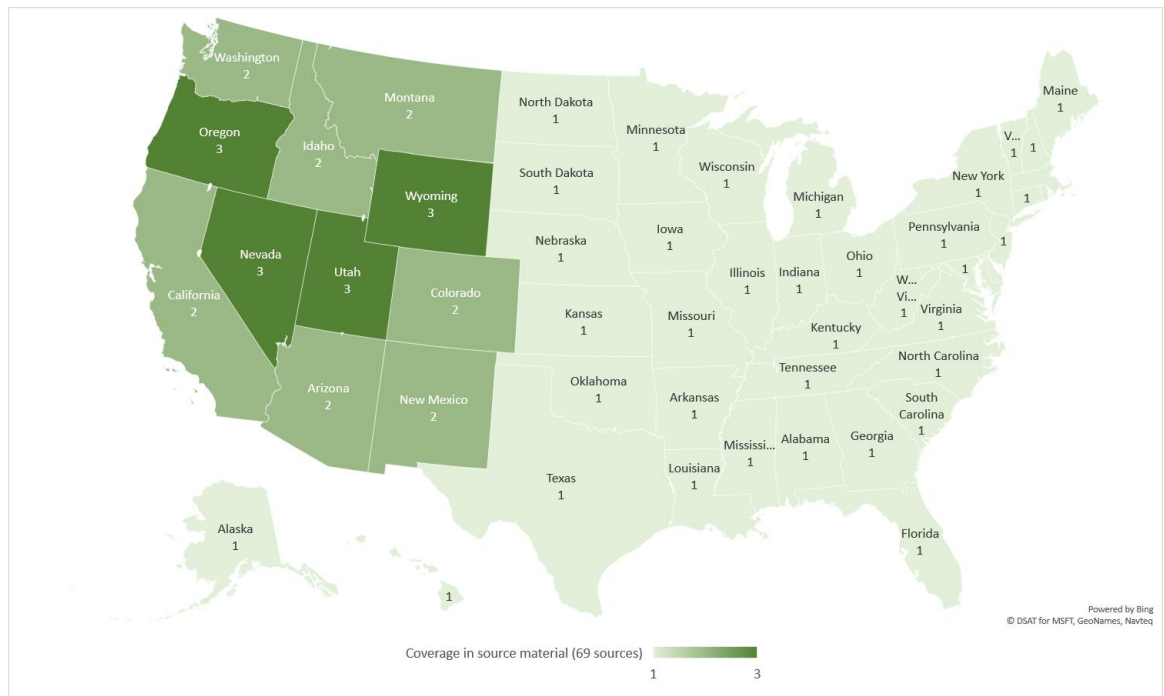 Washington
2
Montana
2
Oregon
3
Idaho
2
Wyoming
3
Nevada
3
Utah
3
California
2
Colorado
2
Arizona
2
New Mexico
2
North Dakota
1
South Dakota
1
Nebraska
1
Kansas
1
Oklahoma
1
Texas
1
Minnesota
1
Iowa
1
Missouri
1
Arkansas
1
Louisiana
1
Wisconsin
1
Illinois
1
Michigan
1
Indiana
1
Ohio
1
Kentucky
1
Tennessee
1
Mississi...
1
Alabama
1
Georgia
1
Florida
1
South
Carolina
1
North Carolina
1
Virginia
1
W...
Vi...
1
1
Pennsylvania
1
1
New York
1
1
V...
1
1
Maine
1
Alaska
1
1
Powered by Bing
© DSAT for MSFT, GeoNames, Navteq
Coverage in source material (69 sources)
1
3